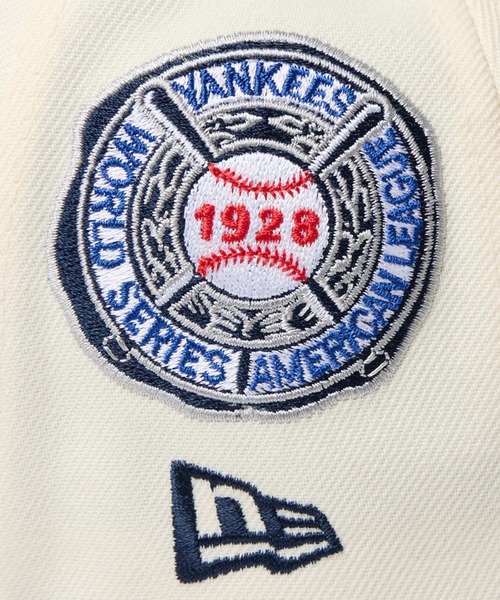 YANKEES
WORLD SERIES
AMERICAN LEAGUE
1928